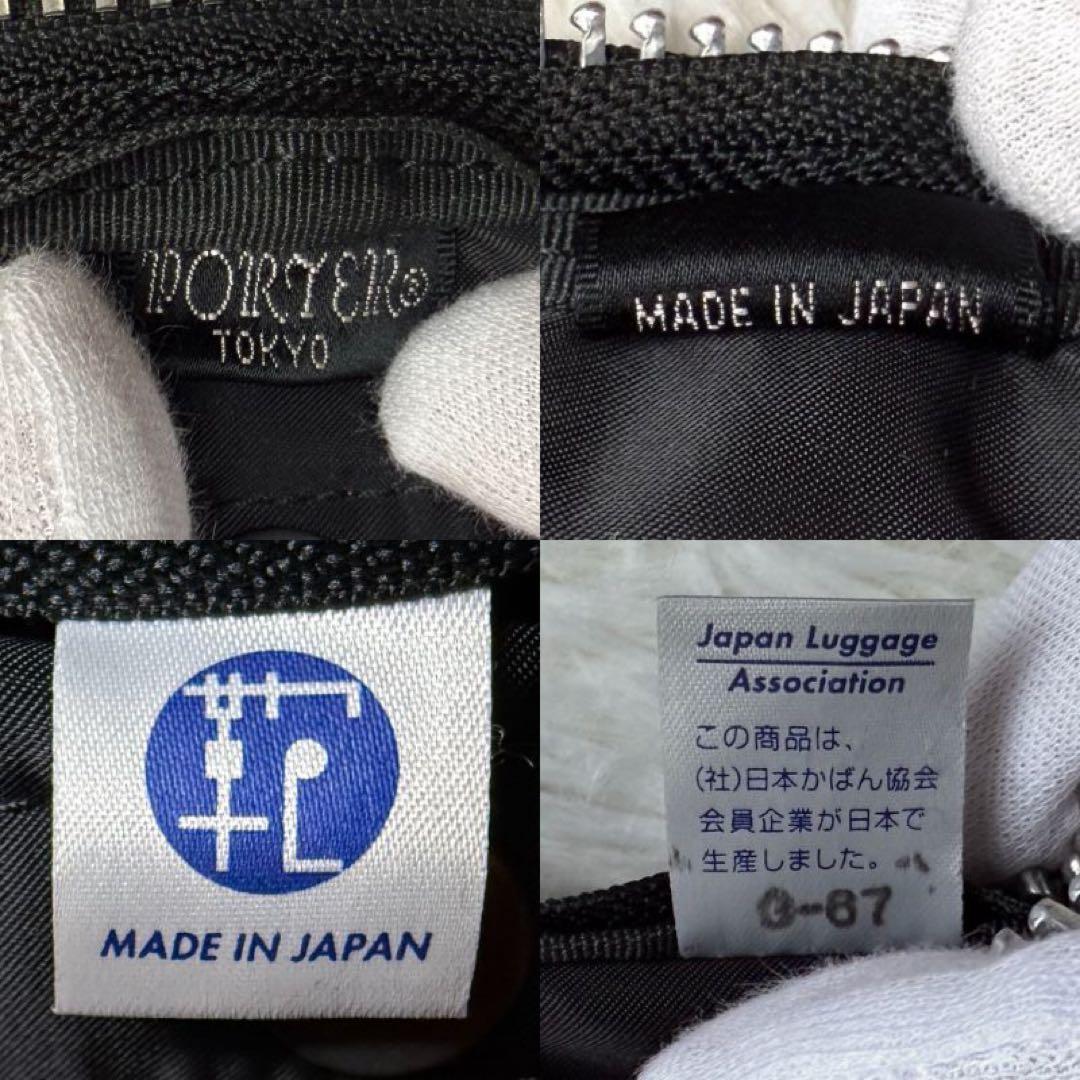 PORTER®
TOKYO
MADE IN JAPAN
鞄
MADE IN JAPAN
Japan Luggage
Association
この商品は、
(社)日本かばん協会
会員企業が日本で
生産しました。
G-67